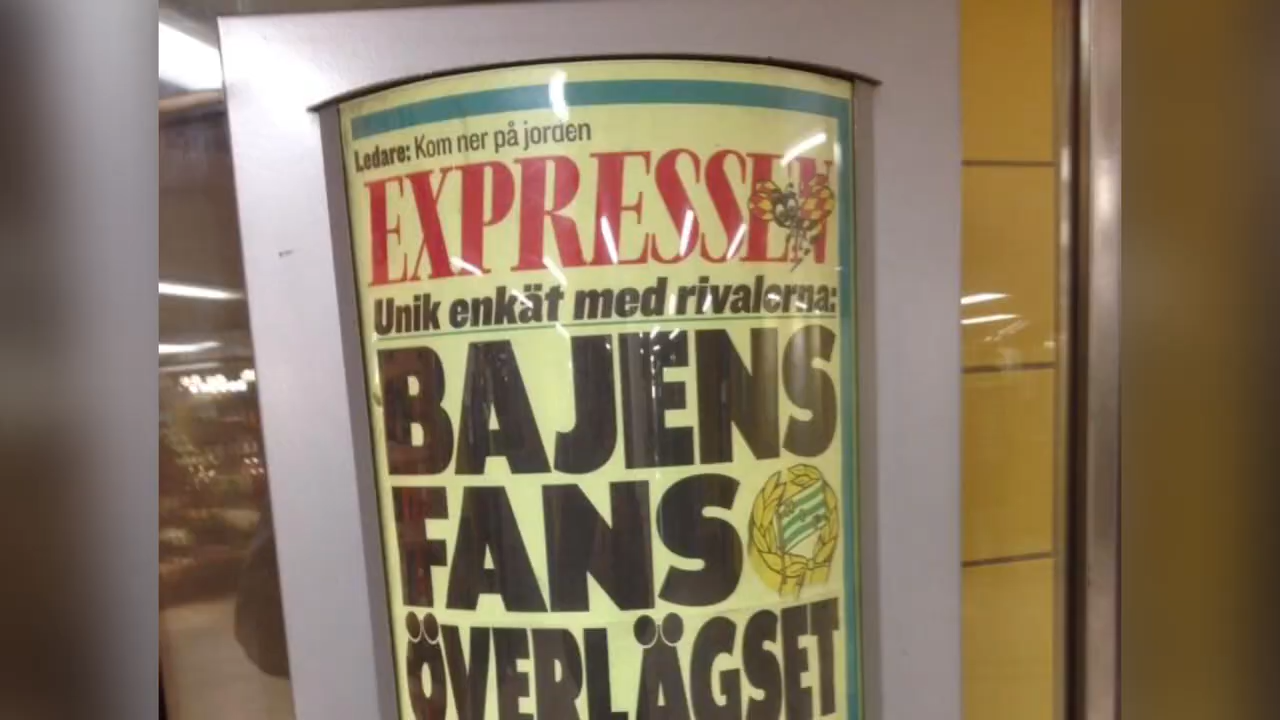 Ledare: Kom ner på jorden
EXPRESSEN
Unik enkät med rivalerna:
BAJENS
FANS
ÖVERLÄGSET